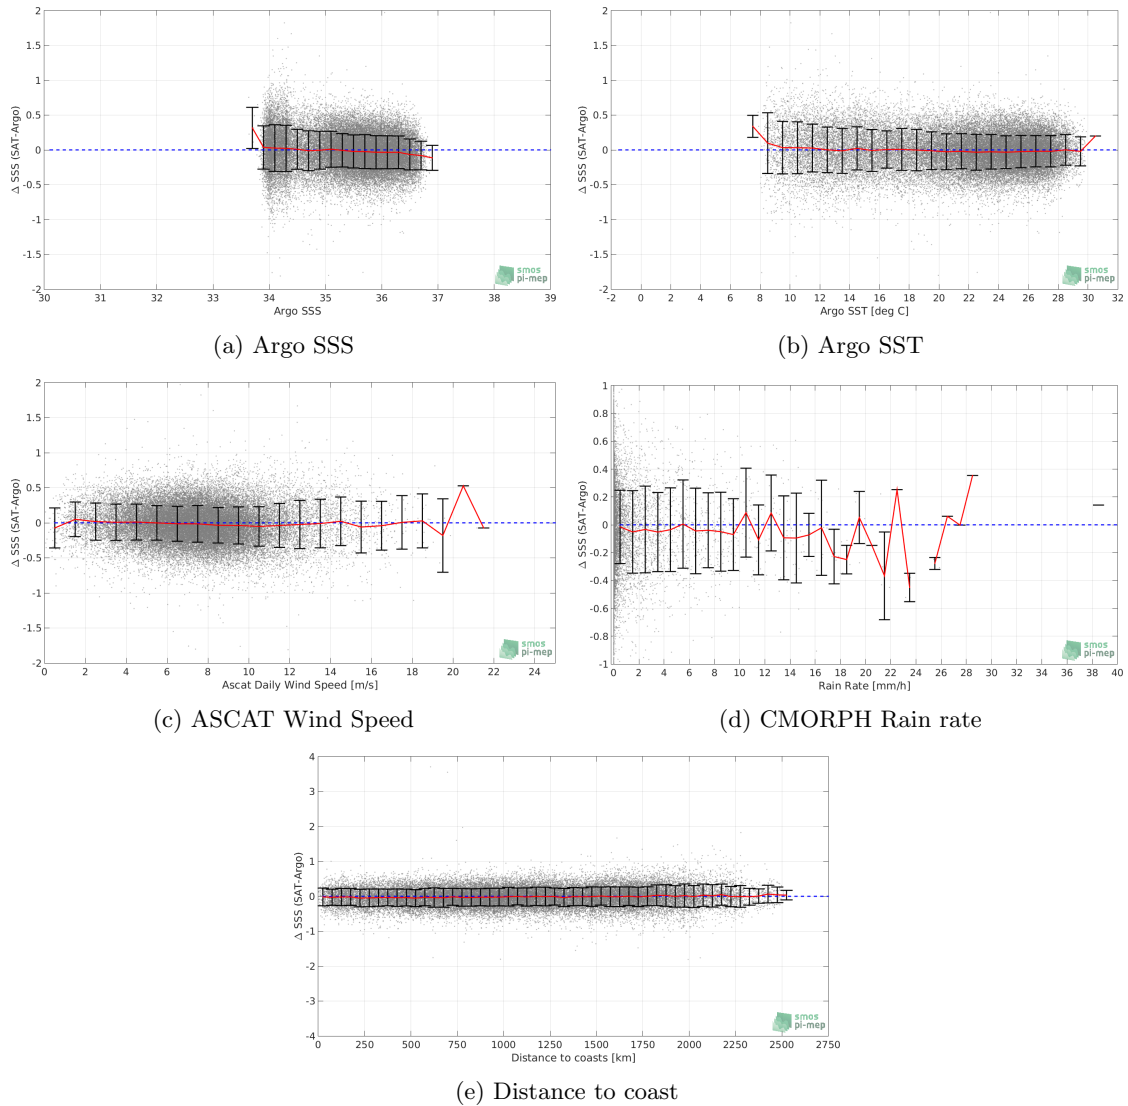 2
1.5
1
0.5
0
-0.5
-1
-1.5
-2
Δ SSS (SAT-Argo)
30 31 32 33 34 35 36 37 38 39
Argo SSS
smos
pi-mep
(a) Argo SSS
2
1.5
1
0.5
0
-0.5
-1
-1.5
-2
Δ SSS (SAT-Argo)
-2 0 2 4 6 8 10 12 14 16 18 20 22 24 26 28 30 32
Argo SST [deg C]
smos
pi-mep
(b) Argo SST
2
1.5
1
0.5
0
-0.5
-1
-1.5
-2
Δ SSS (SAT-Argo)
0 2 4 6 8 10 12 14 16 18 20 22 24
Ascat Daily Wind Speed [m/s]
smos
pi-mep
(c) ASCAT Wind Speed
1
0.8
0.6
0.4
0.2
0
-0.2
-0.4
-0.6
-0.8
-1
Δ SSS (SAT-Argo)
0 2 4 6 8 10 12 14 16 18 20 22 24 26 28 30 32 34 36 38 40
Rain Rate [mm/h]
smos
pi-mep
(d) CMORPH Rain rate
4
3
2
1
0
-1
-2
-3
-4
Δ SSS (SAT-Argo)
0 250 500 750 1000 1250 1500 1750 2000 2250 2500 2750
Distance to coasts [km]
smos
pi-mep
(e) Distance to coast